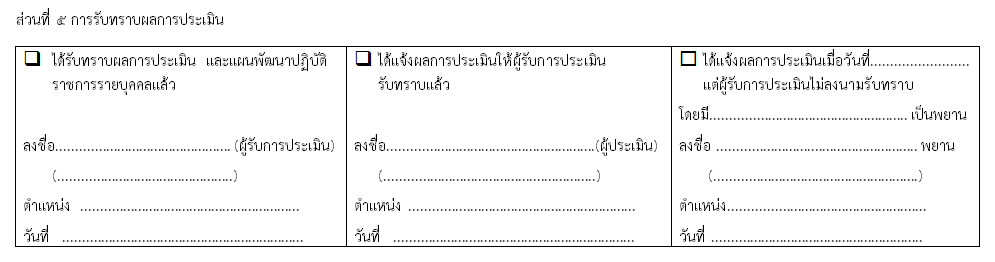 ส่วนที่ ๕ การรับทราบผลการประเมิน
❑ ได้รับทราบผลการประเมิน และแผนพัฒนาปฏิบัติ
ราชการรายบุคคลแล้ว
ลงชื่อ............................................ (ผู้รับการประเมิน)
(............................................)
ตำแหน่ง .......................................................
วันที่ ............................................................
❑ ได้แจ้งผลการประเมินให้ผู้รับการประเมิน
รับทราบแล้ว
ลงชื่อ....................................................(ผู้ประเมิน)
(......................................................)
ตำแหน่ง .........................................................
วันที่ ............................................................
☐ ได้แจ้งผลการประเมินเมื่อวันที่.........................
แต่ผู้รับการประเมินไม่ลงนามรับทราบ
โดยมี.................................................. เป็นพยาน
ลงชื่อ .................................................. พยาน
(....................................................)
ตำแหน่ง..................................................
วันที่ .....................................................